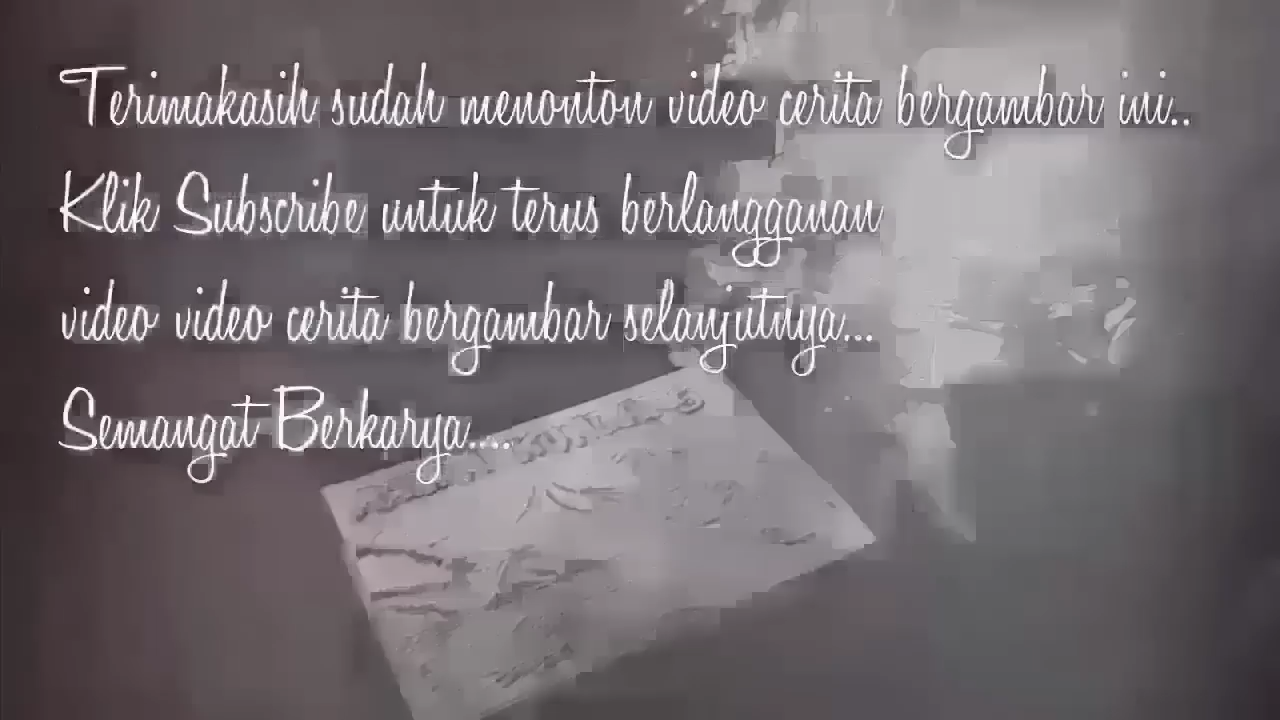 Terimakasih sudah menonton video cerita bergambar ini..
Klik Subscribe untuk terus berlangganan
video video cerita bergambar selanjutnya...
Semangat Berkarya....